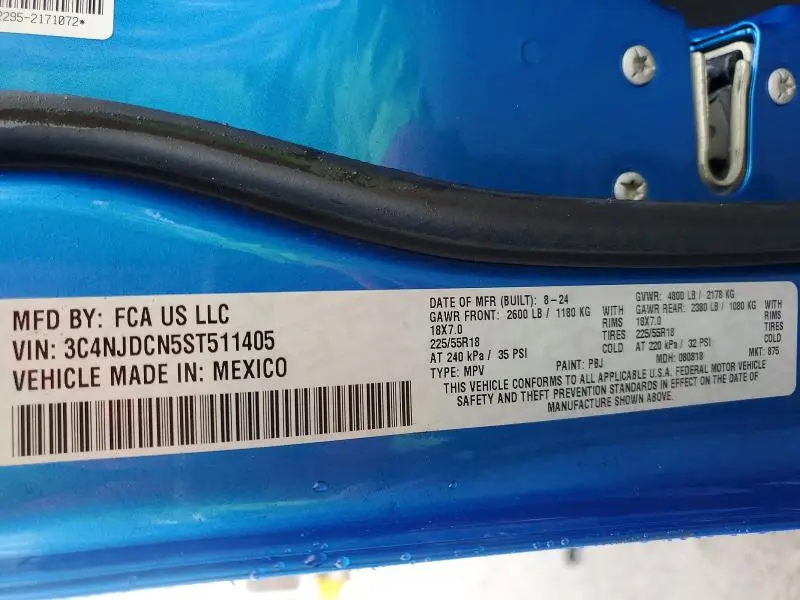 2295-2171072*
MFD BY: FCA US LLC
VIN: 3C4NJDCN5ST511405
VEHICLE MADE IN: MEXICO
DATE OF MFR (BUILT): 8-24 GVWR: 4800 LB / 2178 KG
GAWR FRONT: 2600 LB / 1180 KG WITH GAWR REAR: 2380 LB / 1080 KG WITH
18X7.0 RIMS 18X7.0 RIMS
225/55R18 TIRES 225/55R18 TIRES
AT 240 kPa / 35 PSI COLD AT 220 kPa / 32 PSI COLD
TYPE: MPV PAINT: PBJ MDH: 080818 MKT: 875
THIS VEHICLE CONFORMS TO ALL APPLICABLE U.S.A. FEDERAL MOTOR VEHICLE
SAFETY AND THEFT PREVENTION STANDARDS IN EFFECT ON THE DATE OF
MANUFACTURE SHOWN ABOVE.